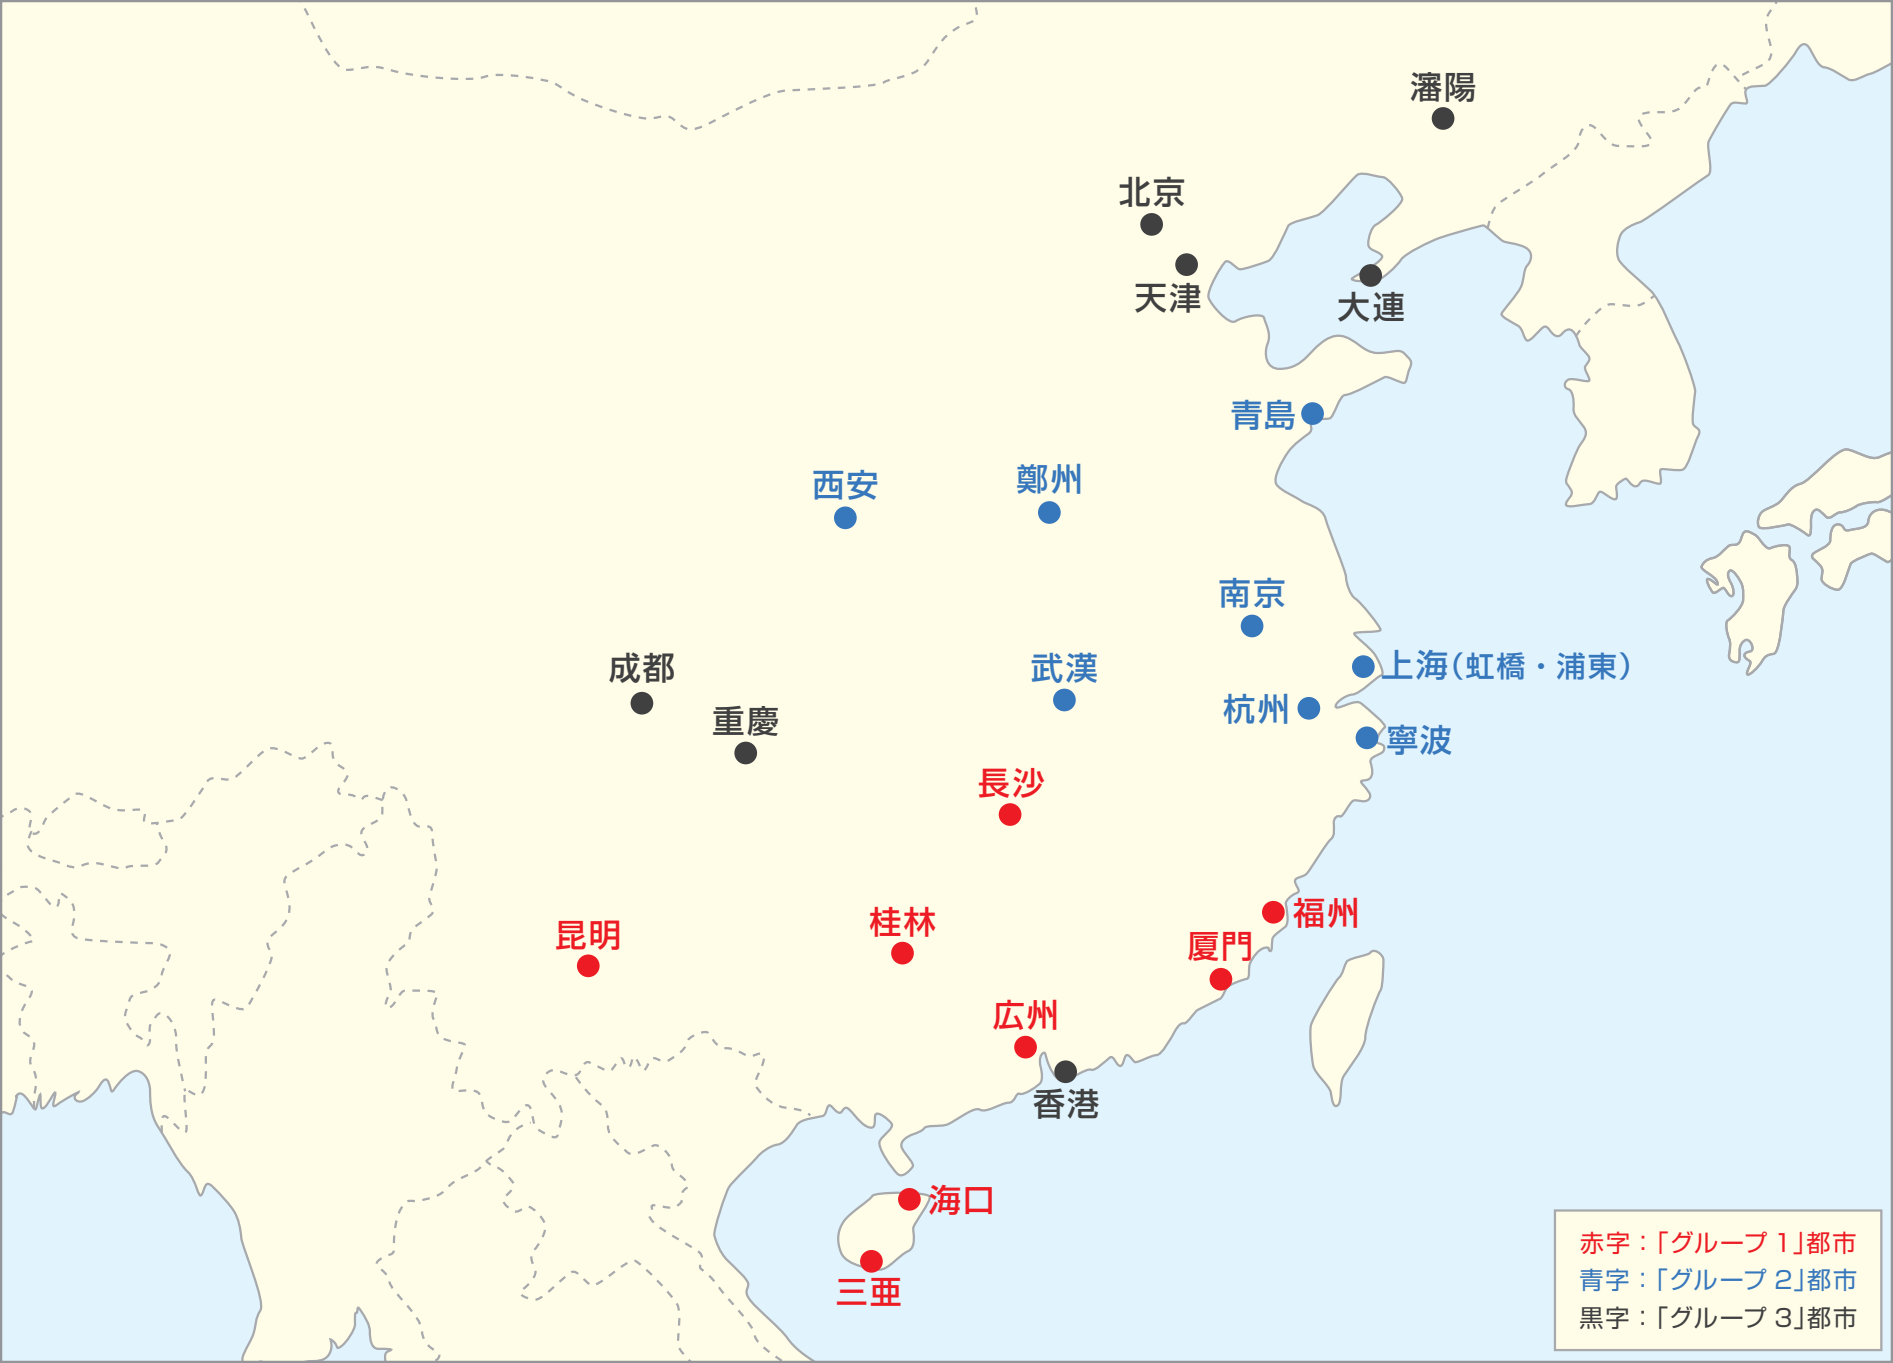 瀋陽
北京
天津
大連
青島
西安
鄭州
南京
成都
武漢
上海(虹橋・浦東)
重慶
杭州
寧波
長沙
桂林
福州
昆明
厦門
広州
香港
海口
三亜
赤字:「グループ1」都市
青字:「グループ2」都市
黒字:「グループ3」都市